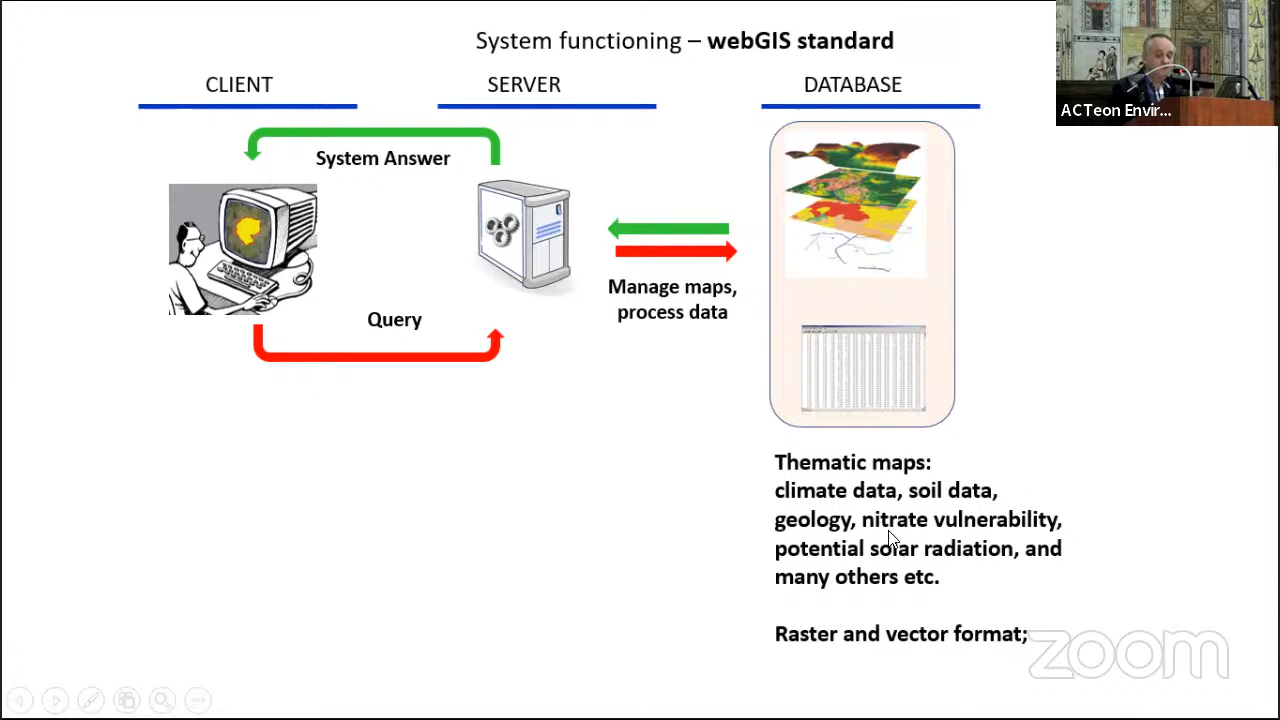 System functioning – webGIS standard
CLIENT
SERVER
DATABASE
ACTeon Envir...
System Answer
Query
Manage maps,
process data
Thematic maps:
climate data, soil data,
geology, nitrate vulnerability,
potential solar radiation, and
many others etc.
Raster and vector format;
zoom